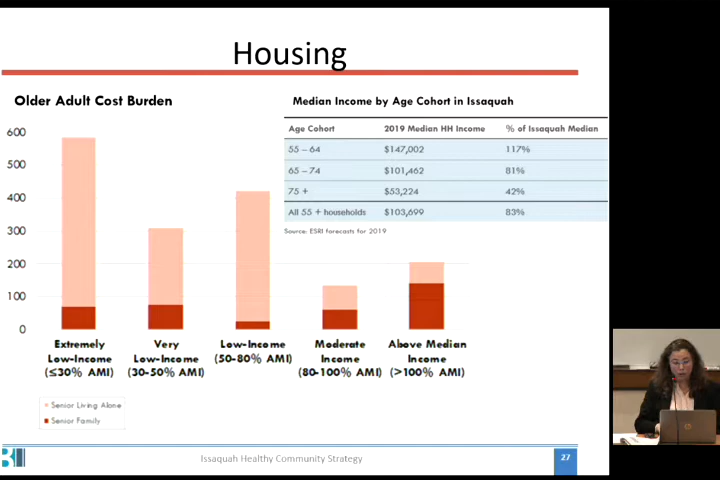 Housing
Older Adult Cost Burden
600
500
400
300
200
100
0
Extremely
Low-Income
(≤30% AMI)
Very
Low-Income
(30-50% AMI)
Low-Income
(50-80% AMI)
Moderate
Income
(80-100% AMI)
Above Median
Income
(>100% AMI)
Senior Living Alone
Senior Family
Median Income by Age Cohort in Issaquah
Age Cohort 2019 Median HH Income % of Issaquah Median
55 – 64 $147,002 117%
65 – 74 $101,462 81%
75 + $53,224 42%
All 55 + households $103,699 83%
Source: ESRI forecasts for 2019
Issaquah Healthy Community Strategy
27